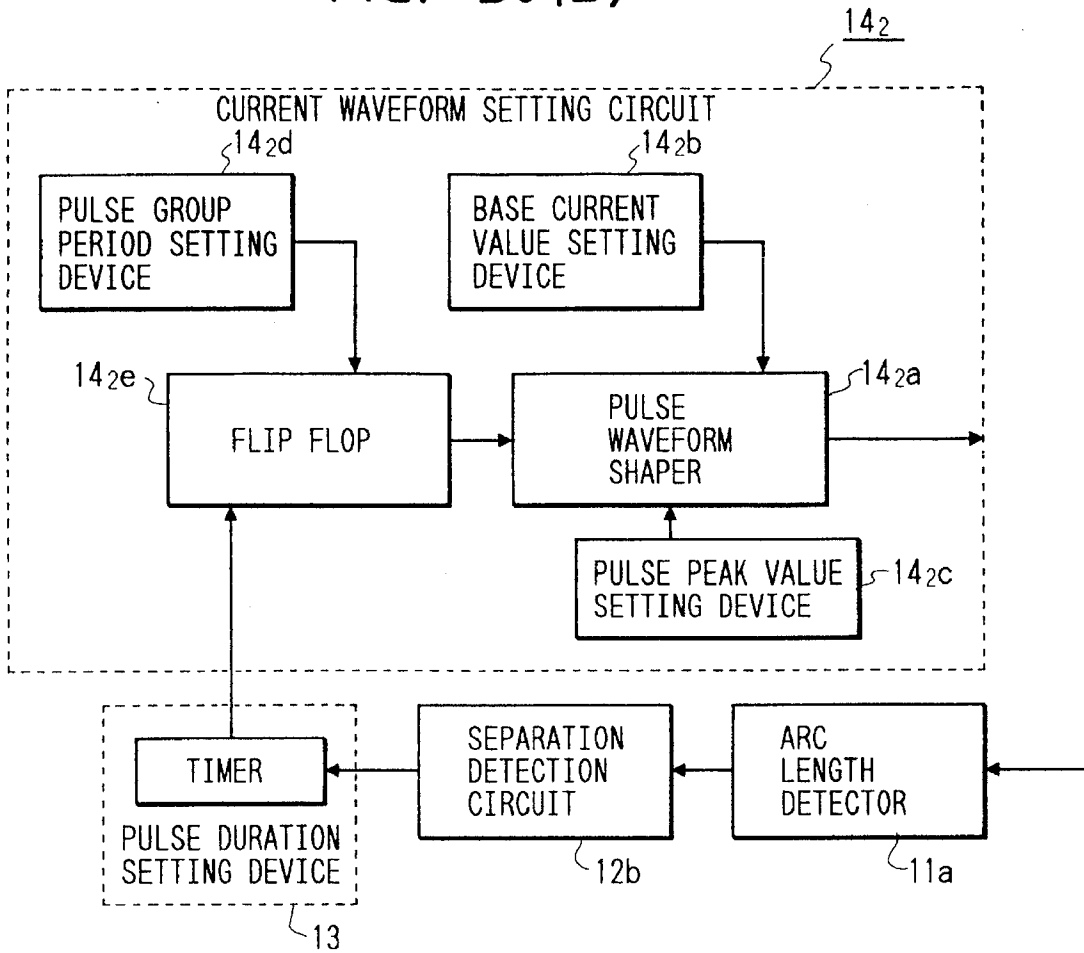 14₂
CURRENT WAVEFORM SETTING CIRCUIT
14₂d
14₂b
PULSE GROUP
PERIOD SETTING
DEVICE
BASE CURRENT
VALUE SETTING
DEVICE
14₂e
14₂a
FLIP FLOP
PULSE
WAVEFORM
SHAPER
PULSE PEAK VALUE
SETTING DEVICE
14₂c
TIMER
PULSE DURATION
SETTING DEVICE
13
SEPARATION
DETECTION
CIRCUIT
12b
ARC
LENGTH
DETECTOR
11a